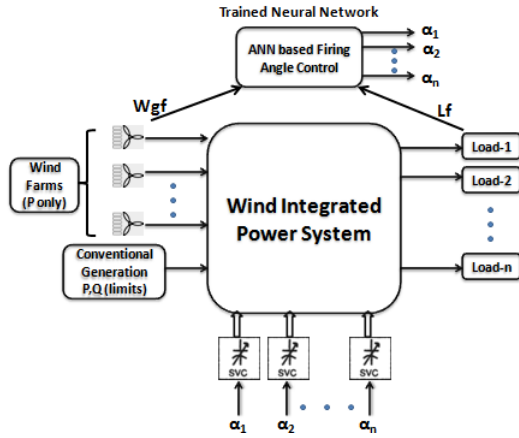 Trained Neural Network
ANN based Firing
Angle Control
α1
α2
αn
Wgf
Lf
Wind
Farms
(P only)
Wind Integrated
Power System
Load-1
Load-2
Load-n
Conventional
Generation
P,Q (limits)
SVC
SVC
SVC
α1
α2
αn